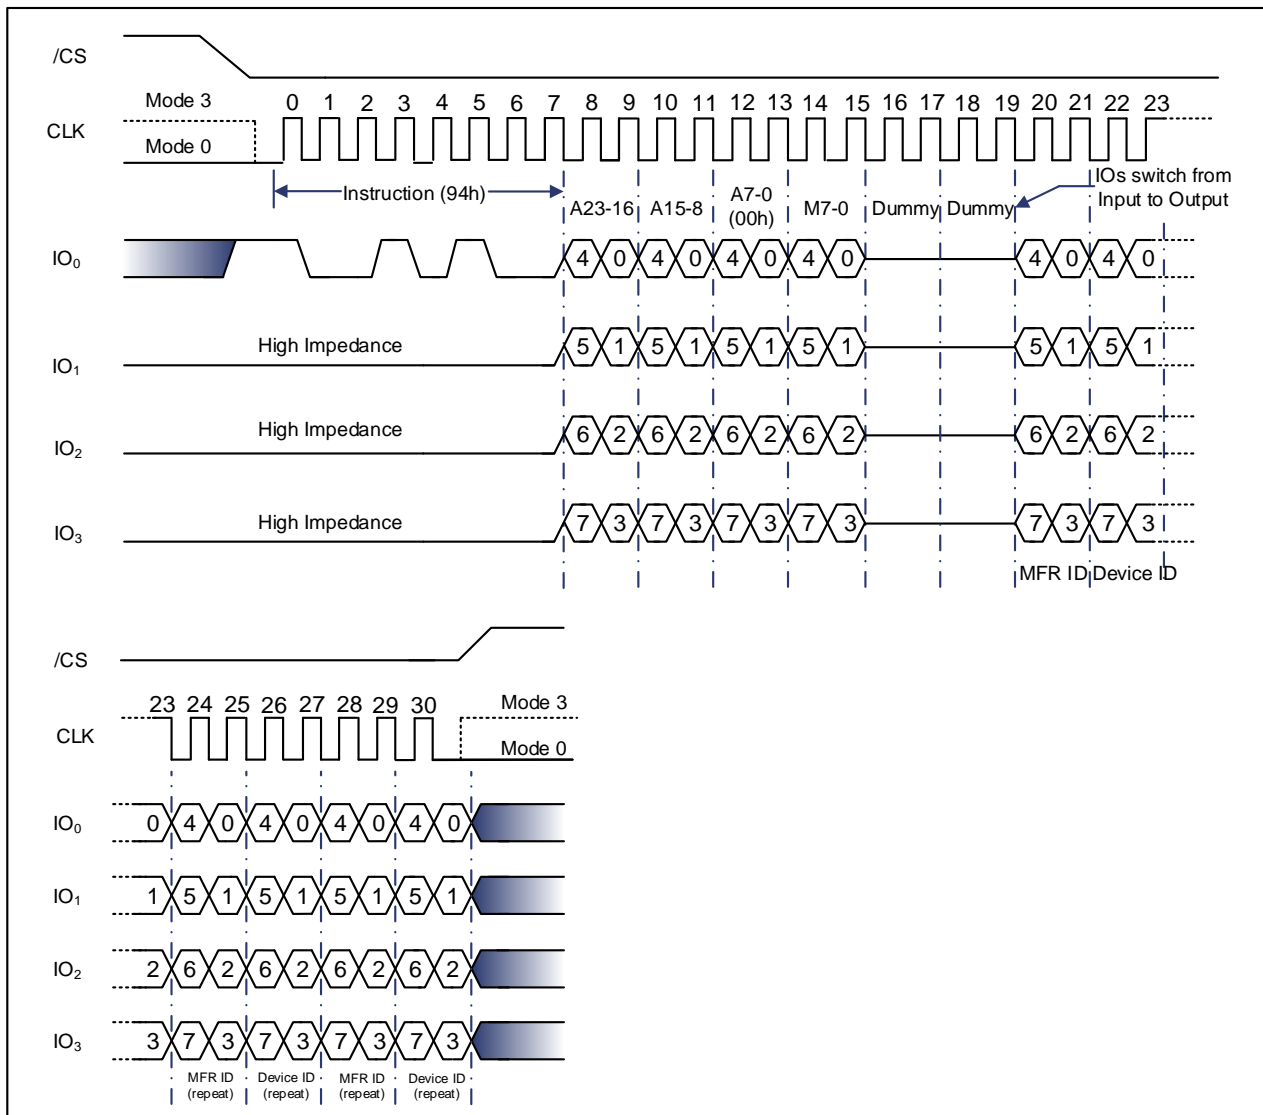 /CS
Mode 3
0 1 2 3 4 5 6 7 8 9 10 11 12 13 14 15 16 17 18 19 20 21 22 23
CLK
Mode 0
Instruction (94h)
A23-16
A15-8
A7-0
(00h)
M7-0
Dummy
Dummy
IOs switch from
Input to Output
IO0
4 0 4 0 4 0 4 0 4 0 4 0
High Impedance
IO1
5 1 5 1 5 1 5 1 5 1 5 1
High Impedance
IO2
6 2 6 2 6 2 6 2 6 2 6 2
High Impedance
IO3
7 3 7 3 7 3 7 3 7 3 7 3
MFR ID
Device ID
/CS
23 24 25 26 27 28 29 30
Mode 3
CLK
Mode 0
IO0
0 4 0 4 0 4 0 4 0
IO1
1 5 1 5 1 5 1 5 1
IO2
2 6 2 6 2 6 2 6 2
IO3
3 7 3 7 3 7 3 7 3
MFR ID
(repeat)
Device ID
(repeat)
MFR ID
(repeat)
Device ID
(repeat)